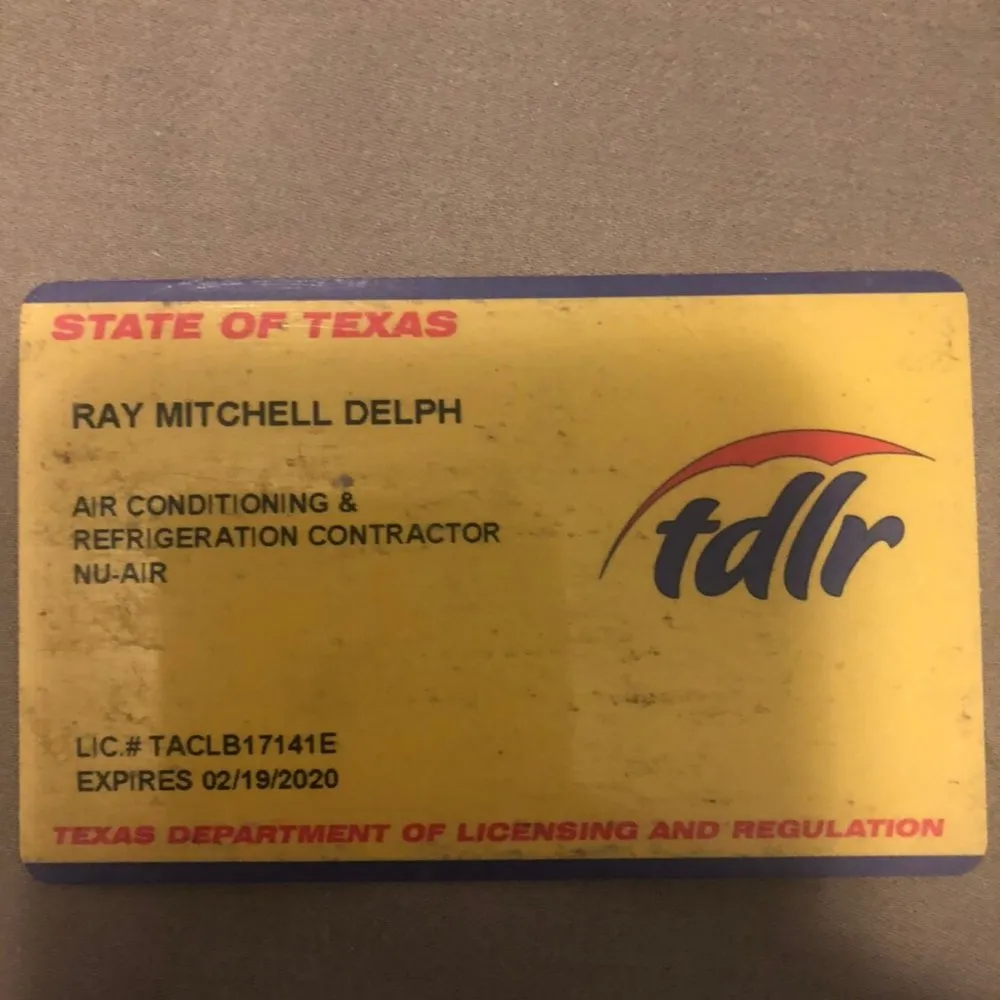 STATE OF TEXAS
RAY MITCHELL DELPH
AIR CONDITIONING &
REFRIGERATION CONTRACTOR
NU-AIR
tdlr
LIC.# TACLB17141E
EXPIRES 02/19/2020
TEXAS DEPARTMENT OF LICENSING AND REGULATION